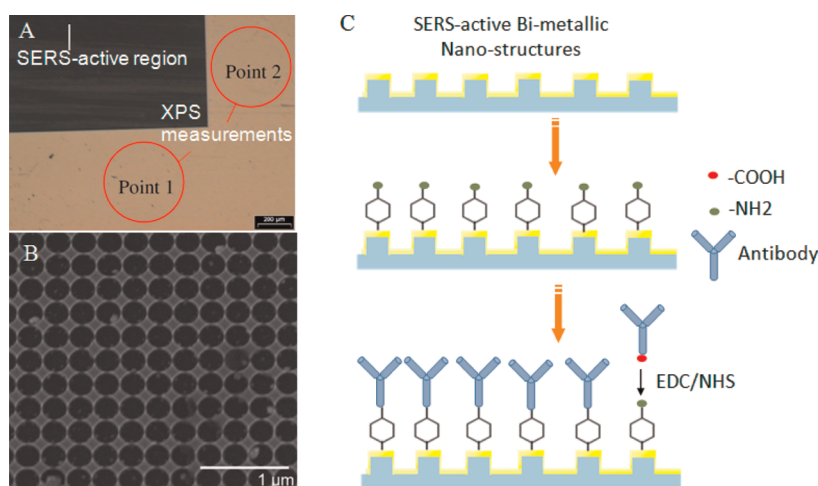 A
SERS-active region
Point 2
XPS
measurements
Point 1
200 µm
B
1 µm
C
SERS-active Bi-metallic
Nano-structures
-COOH
-NH2
Antibody
EDC/NHS